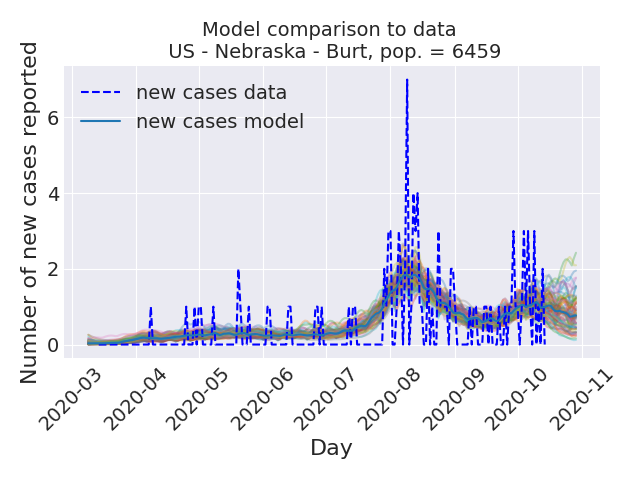 Model comparison to data
US - Nebraska - Burt, pop. = 6459
Number of new cases reported
new cases data
new cases model
6
4
2
0
2020-03
2020-04
2020-05
2020-06
2020-07
2020-08
2020-09
2020-10
2020-11
Day